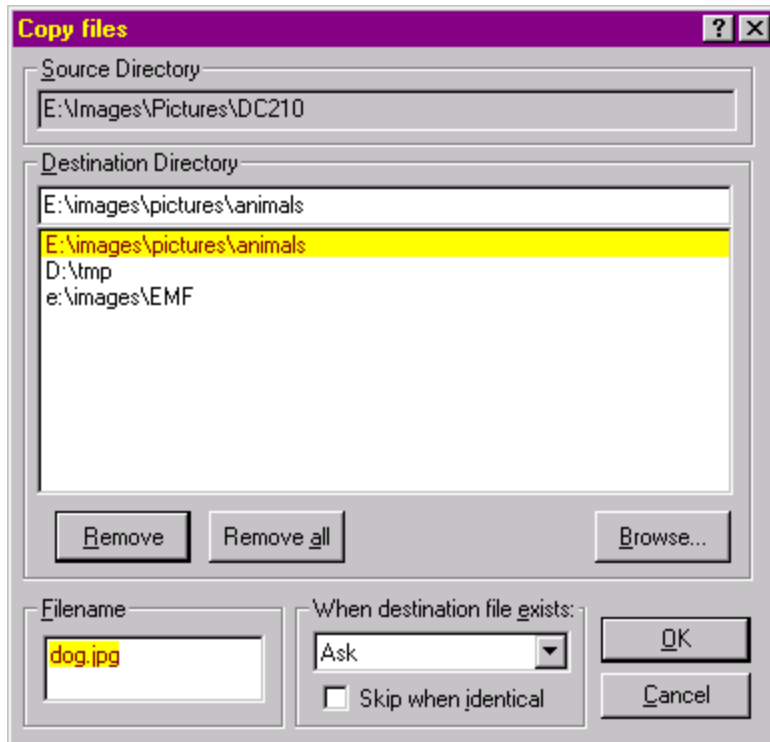 Copy files
Source Directory
E:\Images\Pictures\DC210
Destination Directory
E:\images\pictures\animals
E:\images\pictures\animals
D:\tmp
e:\images\EMF
Remove Remove all Browse...
Filename
dog.jpg
When destination file exists:
Ask
Skip when identical
OK
Cancel